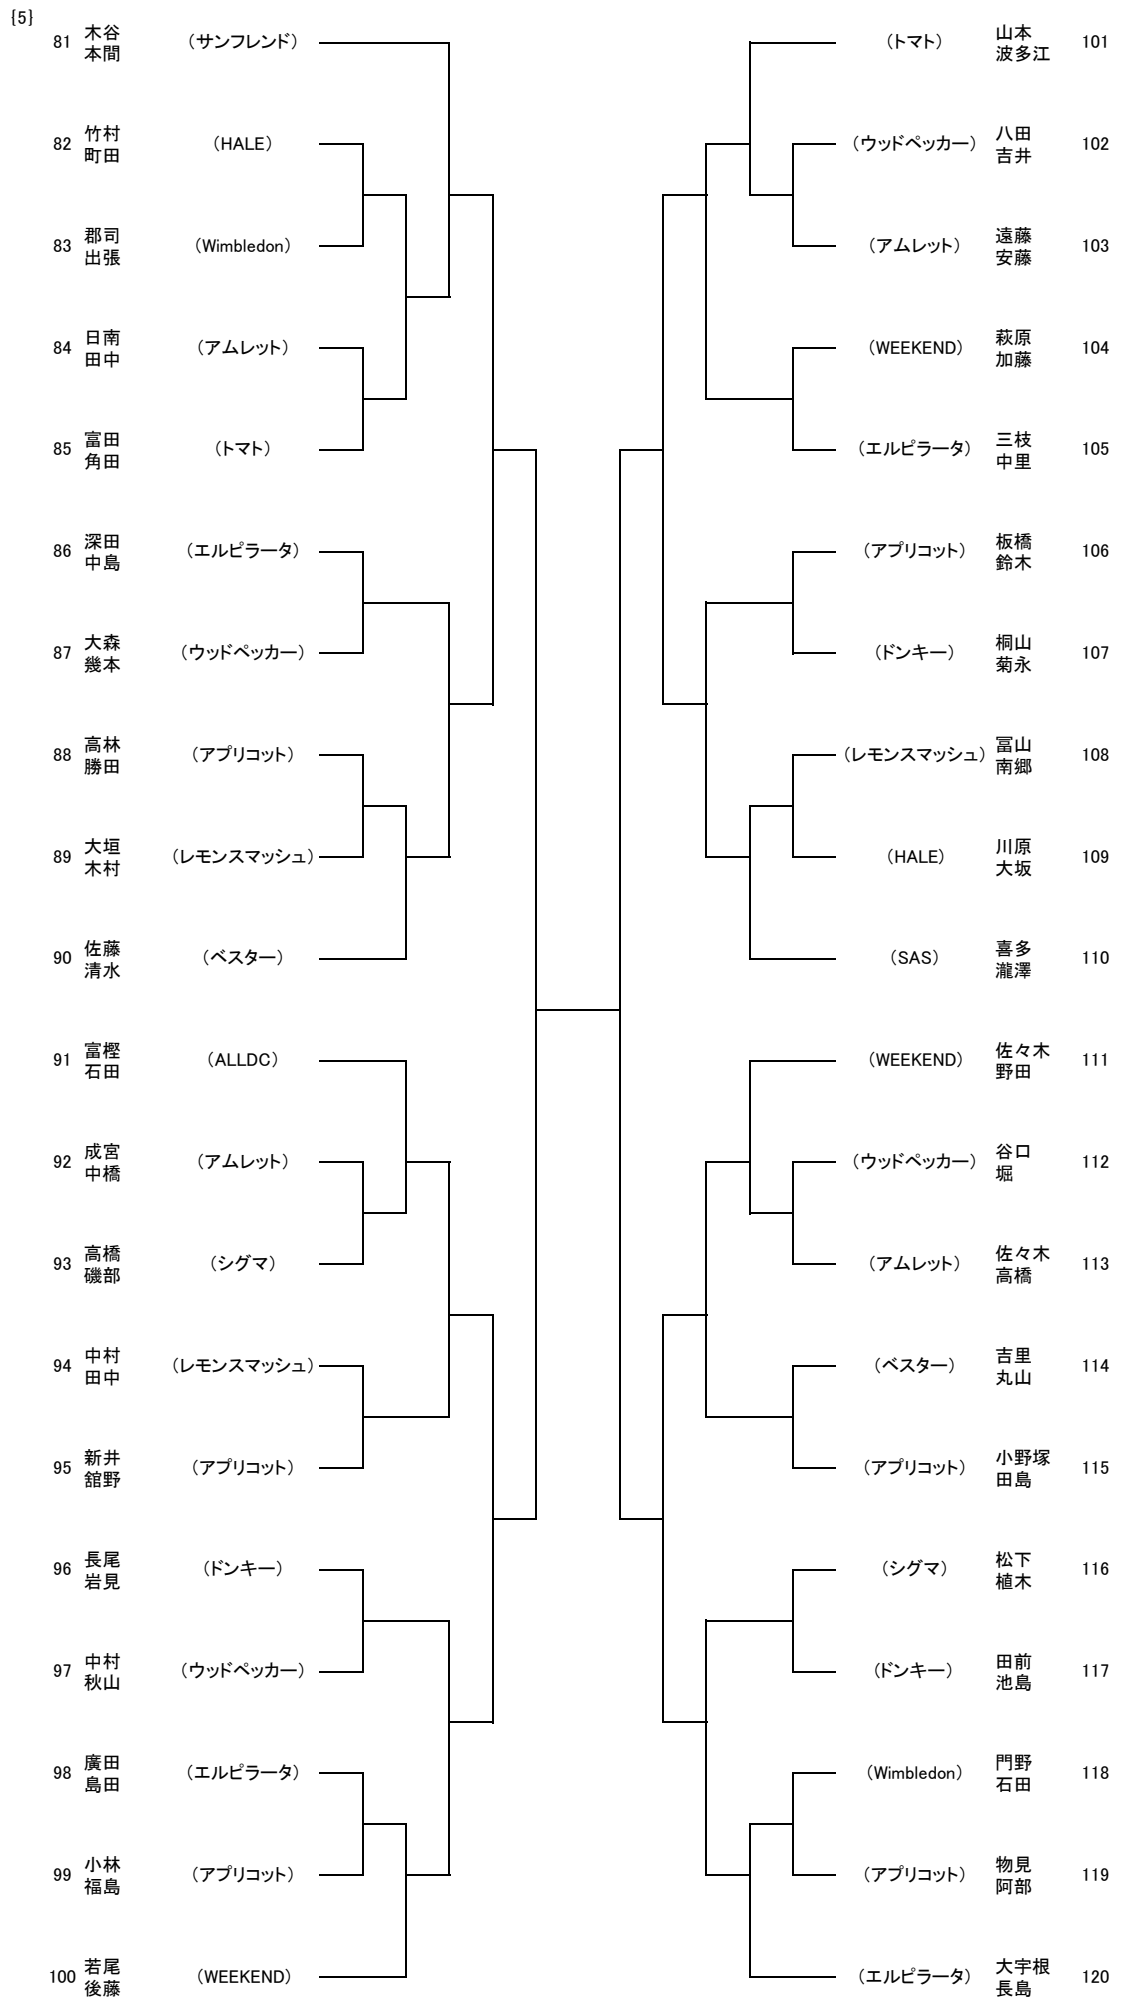 {5}
81 木谷 (サンフレンド)
本間
82 竹村 (HALE)
町田
83 郡司 (Wimbledon)
出張
84 日南 (アムレット)
田中
85 富田 (トマト)
角田
86 深田 (エルピラータ)
中島
87 大森 (ウッドペッカー)
幾本
88 高林 (アプリコット)
勝田
89 大垣 (レモンスマッシュ)
木村
90 佐藤 (ベスター)
清水
91 富樫 (ALLDC)
石田
92 成宮 (アムレット)
中橋
93 高橋 (シグマ)
磯部
94 中村 (レモンスマッシュ)
田中
95 新井 (アプリコット)
舘野
96 長尾 (ドンキー)
岩見
97 中村 (ウッドペッカー)
秋山
98 廣田 (エルピラータ)
島田
99 小林 (アプリコット)
福島
100 若尾 (WEEKEND)
後藤
(トマト) 山本 101
波多江
(ウッドペッカー) 八田 102
吉井
(アムレット) 遠藤 103
安藤
(WEEKEND) 萩原 104
加藤
(エルピラータ) 三枝 105
中里
(アプリコット) 板橋 106
鈴木
(ドンキー) 桐山 107
菊永
(レモンスマッシュ) 冨山 108
南郷
(HALE) 川原 109
大坂
(SAS) 喜多 110
瀧澤
(WEEKEND) 佐々木 111
野田
(ウッドペッカー) 谷口 112
堀
(アムレット) 佐々木 113
高橋
(ベスター) 吉里 114
丸山
(アプリコット) 小野塚 115
田島
(シグマ) 松下 116
植木
(ドンキー) 田前 117
池島
(Wimbledon) 門野 118
石田
(アプリコット) 物見 119
阿部
(エルピラータ) 大宇根 120
長島